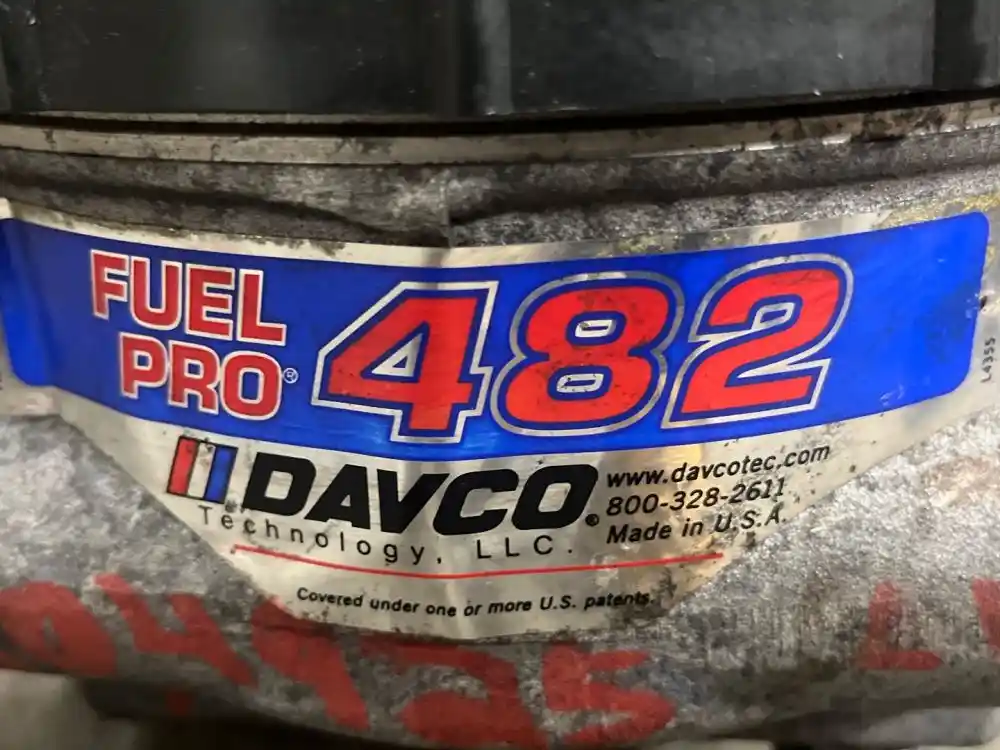 FUEL
PRO® 482
L4355
DAVCO®
Technology, LLC.
www.davcotec.com
800-328-2611
Made in U.S.A.
Covered under one or more U.S. patents.